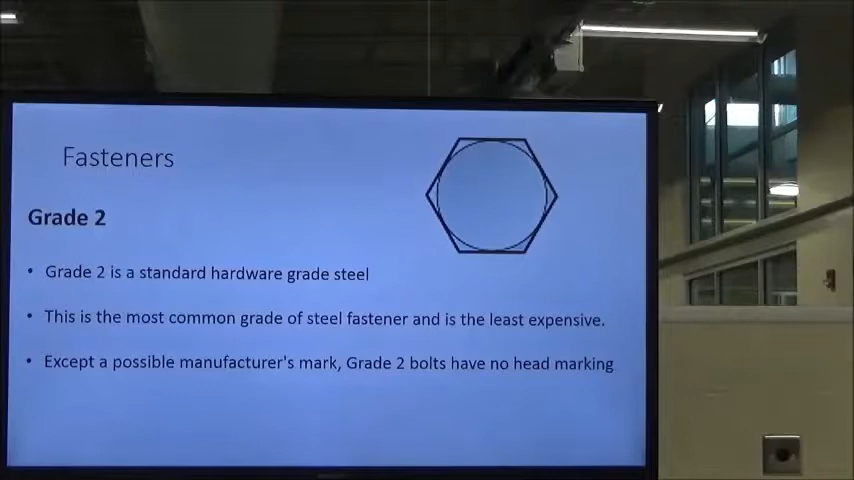 Fasteners
Grade 2
• Grade 2 is a standard hardware grade steel
• This is the most common grade of steel fastener and is the least expensive.
• Except a possible manufacturer's mark, Grade 2 bolts have no head marking